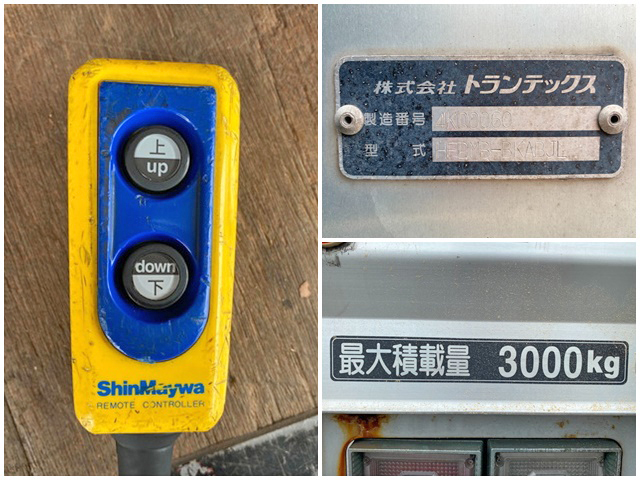 上
up
down
下
ShinMaywa
REMOTE CONTROLLER
株式会社 トランテックス
製造番号
型式
最大積載量 3000kg